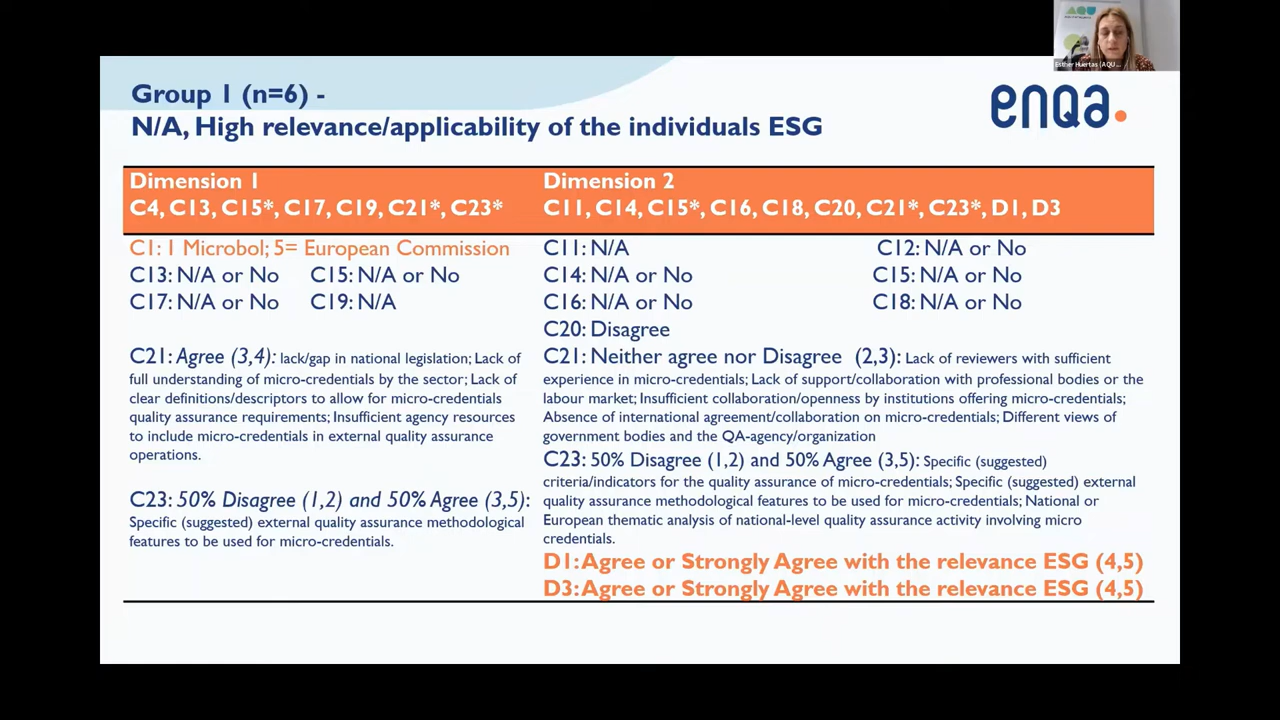 AQU
Esther Huertas (AQU ...
Group 1 (n=6) -
N/A, High relevance/applicability of the individuals ESG
enqa.
Dimension 1
C4, C13, C15*, C17, C19, C21*, C23*
Dimension 2
C11, C14, C15*, C16, C18, C20, C21*, C23*, D1, D3
C1: 1 Microbol; 5= European Commission
C13: N/A or No C15: N/A or No
C17: N/A or No C19: N/A
C21: Agree (3,4): lack/gap in national legislation; Lack of
full understanding of micro-credentials by the sector; Lack of
clear definitions/descriptors to allow for micro-credentials
quality assurance requirements; Insufficient agency resources
to include micro-credentials in external quality assurance
operations.
C23: 50% Disagree (1,2) and 50% Agree (3,5):
Specific (suggested) external quality assurance methodological
features to be used for micro-credentials.
C11: N/A C12: N/A or No
C14: N/A or No C15: N/A or No
C16: N/A or No C18: N/A or No
C20: Disagree
C21: Neither agree nor Disagree (2,3): Lack of reviewers with sufficient
experience in micro-credentials; Lack of support/collaboration with professional bodies or the
labour market; Insufficient collaboration/openness by institutions offering micro-credentials;
Absence of international agreement/collaboration on micro-credentials; Different views of
government bodies and the QA-agency/organization
C23: 50% Disagree (1,2) and 50% Agree (3,5): Specific (suggested)
criteria/indicators for the quality assurance of micro-credentials; Specific (suggested) external
quality assurance methodological features to be used for micro-credentials; National or
European thematic analysis of national-level quality assurance activity involving micro
credentials.
D1: Agree or Strongly Agree with the relevance ESG (4,5)
D3: Agree or Strongly Agree with the relevance ESG (4,5)